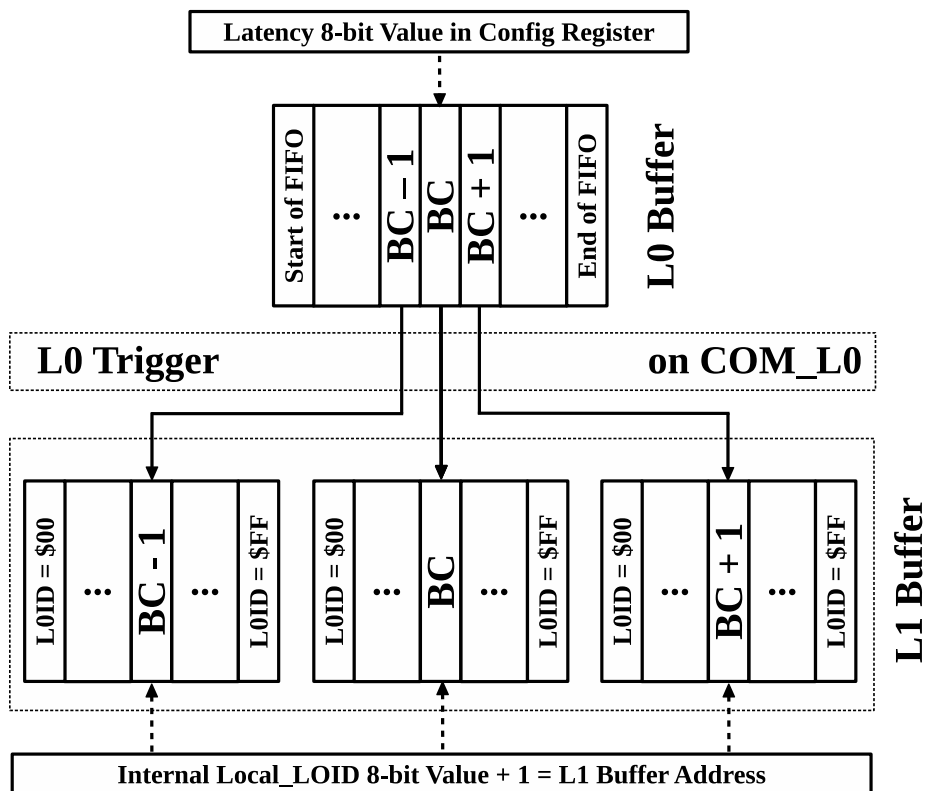 Latency 8-bit Value in Config Register
Start of FIFO
...
BC – 1
BC
BC + 1
...
End of FIFO
L0 Buffer
L0 Trigger
on COM_L0
L0ID = $00
...
BC - 1
...
L0ID = $FF
L0ID = $00
...
BC
...
L0ID = $FF
L0ID = $00
...
BC + 1
...
L0ID = $FF
L1 Buffer
Internal Local_LOID 8-bit Value + 1 = L1 Buffer Address